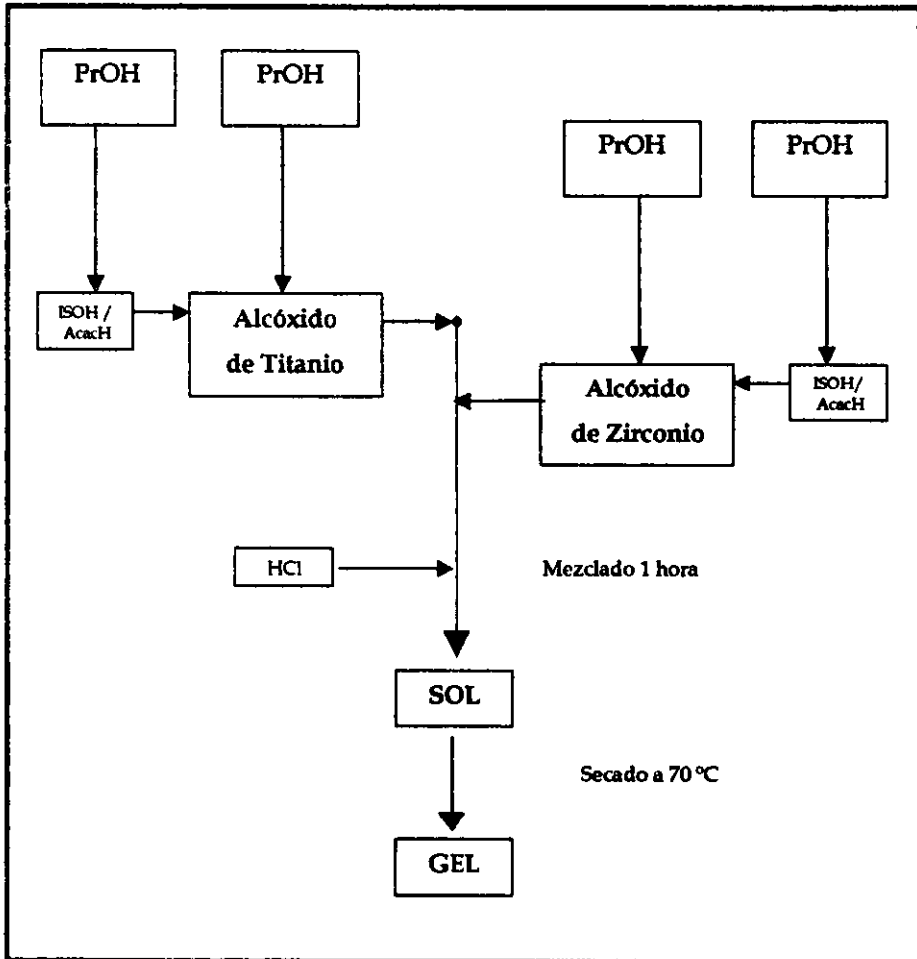 PrOH
PrOH
PrOH
PrOH
ISOH /
AcacH
Alcóxido
de Titanio
Alcóxido
de Zirconio
ISOH/
AcacH
HCl
Mezclado 1 hora
SOL
Secado a 70 ºC
GEL